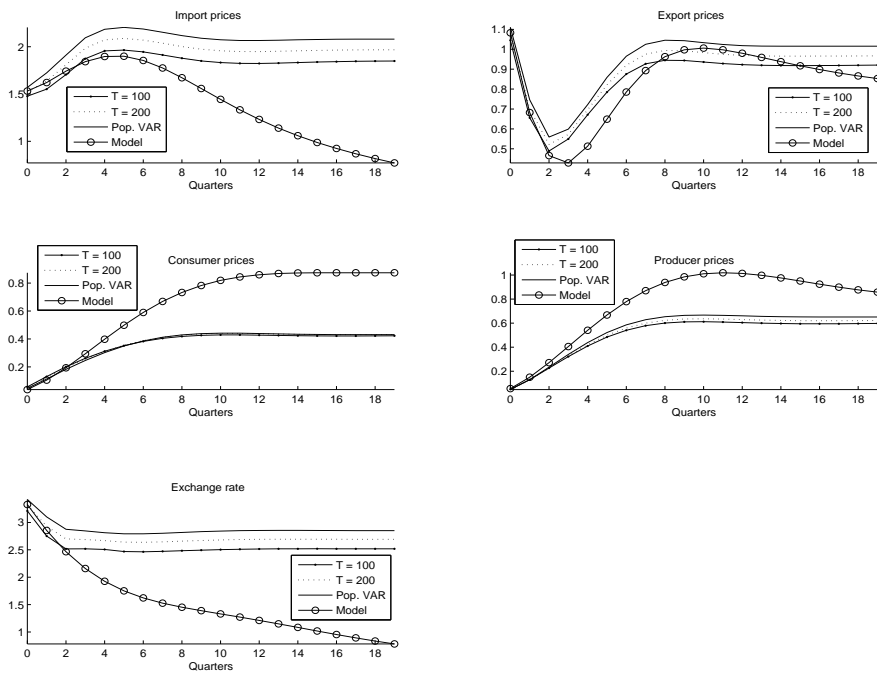 Import prices
2
1.5
1
T = 100
T = 200
Pop. VAR
Model
0 2 4 6 8 10 12 14 16 18
Quarters
Export prices
1.1
1
0.9
0.8
0.7
0.6
0.5
T = 100
T = 200
Pop. VAR
Model
0 2 4 6 8 10 12 14 16 18
Quarters
Consumer prices
0.8
0.6
0.4
0.2
T = 100
T = 200
Pop. VAR
Model
0 2 4 6 8 10 12 14 16 18
Quarters
Producer prices
1
0.8
0.6
0.4
0.2
T = 100
T = 200
Pop. VAR
Model
0 2 4 6 8 10 12 14 16 18
Quarters
Exchange rate
3
2.5
2
1.5
1
T = 100
T = 200
Pop. VAR
Model
0 2 4 6 8 10 12 14 16 18
Quarters